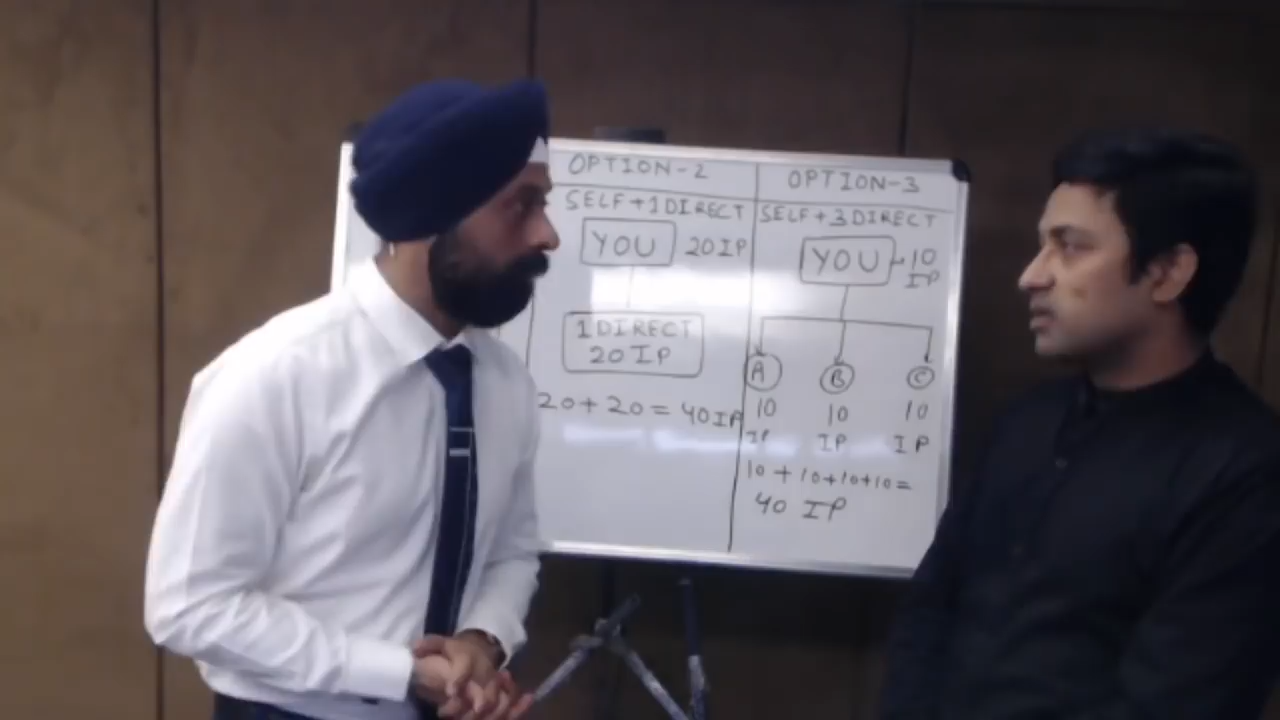 OPTION-2
SELF+1DIRECT
YOU 20IP
1DIRECT
20IP
20+20=40IP
OPTION-3
SELF+3DIRECT
YOU -10
IP
A B C
10 10 10
IP IP IP
10+10+10+10=
40 IP